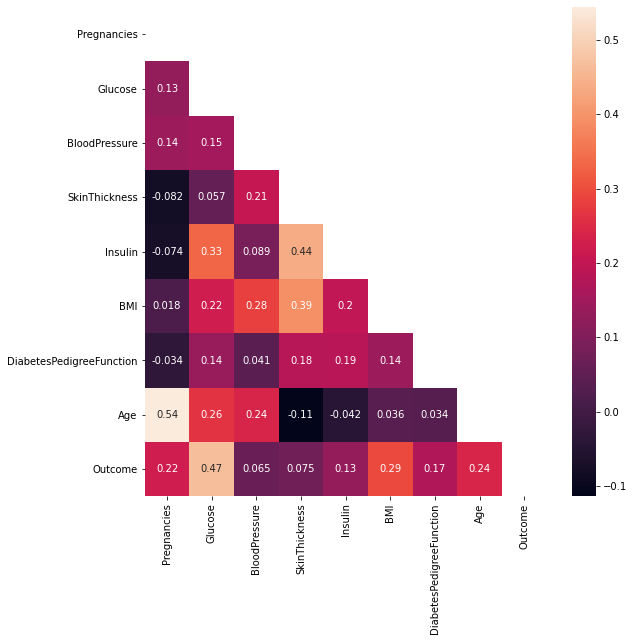 Pregnancies
Glucose 0.13
BloodPressure 0.14 0.15
SkinThickness -0.082 0.057 0.21
Insulin -0.074 0.33 0.089 0.44
BMI 0.018 0.22 0.28 0.39 0.2
DiabetesPedigreeFunction -0.034 0.14 0.041 0.18 0.19 0.14
Age 0.54 0.26 0.24 -0.11 -0.042 0.036 0.034
Outcome 0.22 0.47 0.065 0.075 0.13 0.29 0.17 0.24
Pregnancies
Glucose
BloodPressure
SkinThickness
Insulin
BMI
DiabetesPedigreeFunction
Age
Outcome
0.5
0.4
0.3
0.2
0.1
0.0
−0.1